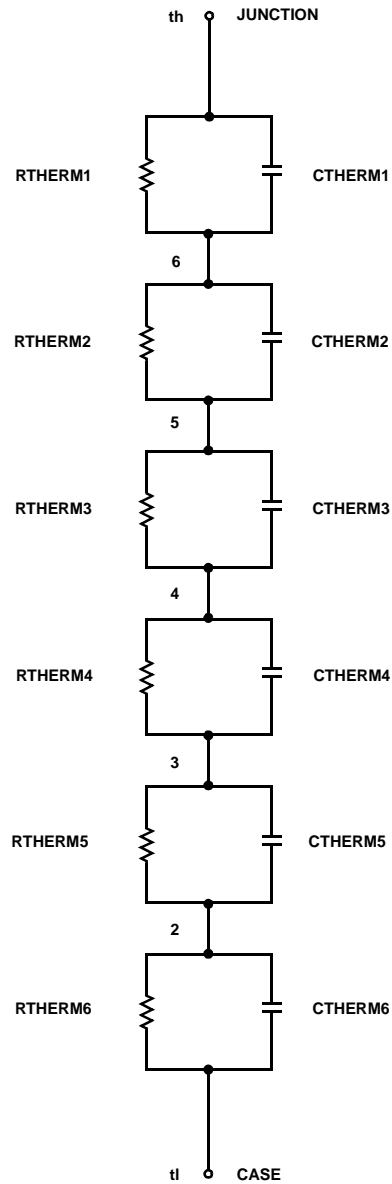 th JUNCTION
RTHERM1 CTHERM1
6
RTHERM2 CTHERM2
5
RTHERM3 CTHERM3
4
RTHERM4 CTHERM4
3
RTHERM5 CTHERM5
2
RTHERM6 CTHERM6
tl CASE